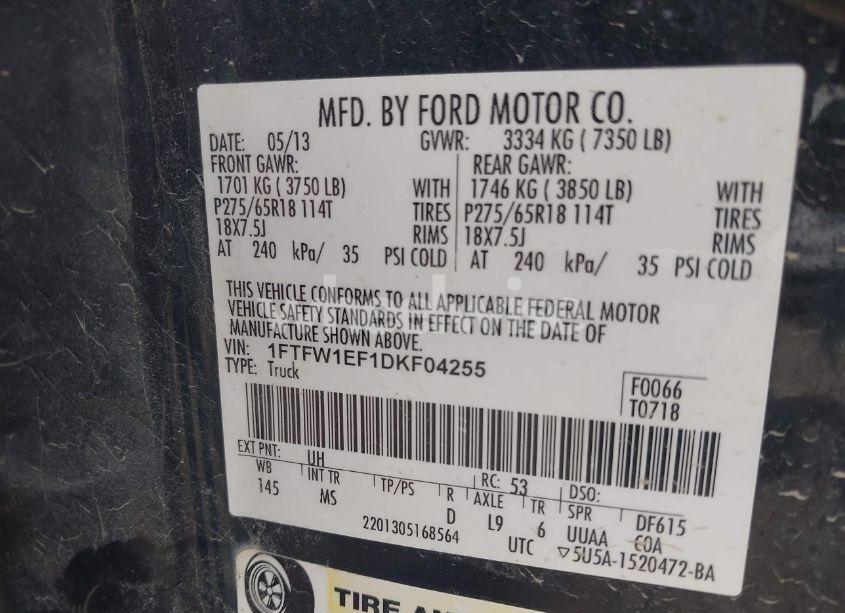 MFD. BY FORD MOTOR CO.
DATE: 05/13 GVWR: 3334 KG ( 7350 LB)
FRONT GAWR: REAR GAWR:
1701 KG ( 3750 LB) WITH 1746 KG ( 3850 LB) WITH
P275/65R18 114T TIRES P275/65R18 114T TIRES
18X7.5J RIMS 18X7.5J RIMS
AT 240 kPa/ 35 PSI COLD AT 240 kPa/ 35 PSI COLD
THIS VEHICLE CONFORMS TO ALL APPLICABLE FEDERAL MOTOR
VEHICLE SAFETY STANDARDS IN EFFECT ON THE DATE OF
MANUFACTURE SHOWN ABOVE.
VIN: 1FTFW1EF1DKF04255
TYPE: Truck
F0066
T0718
EXT PNT: UH RC: 53 DSO:
WB INT TR TP/PS R AXLE TR SPR DF615
145 MS D L9 6 UUAA
2201305168564 UTC ▽5U5A-1520472-BA
TIRE AN